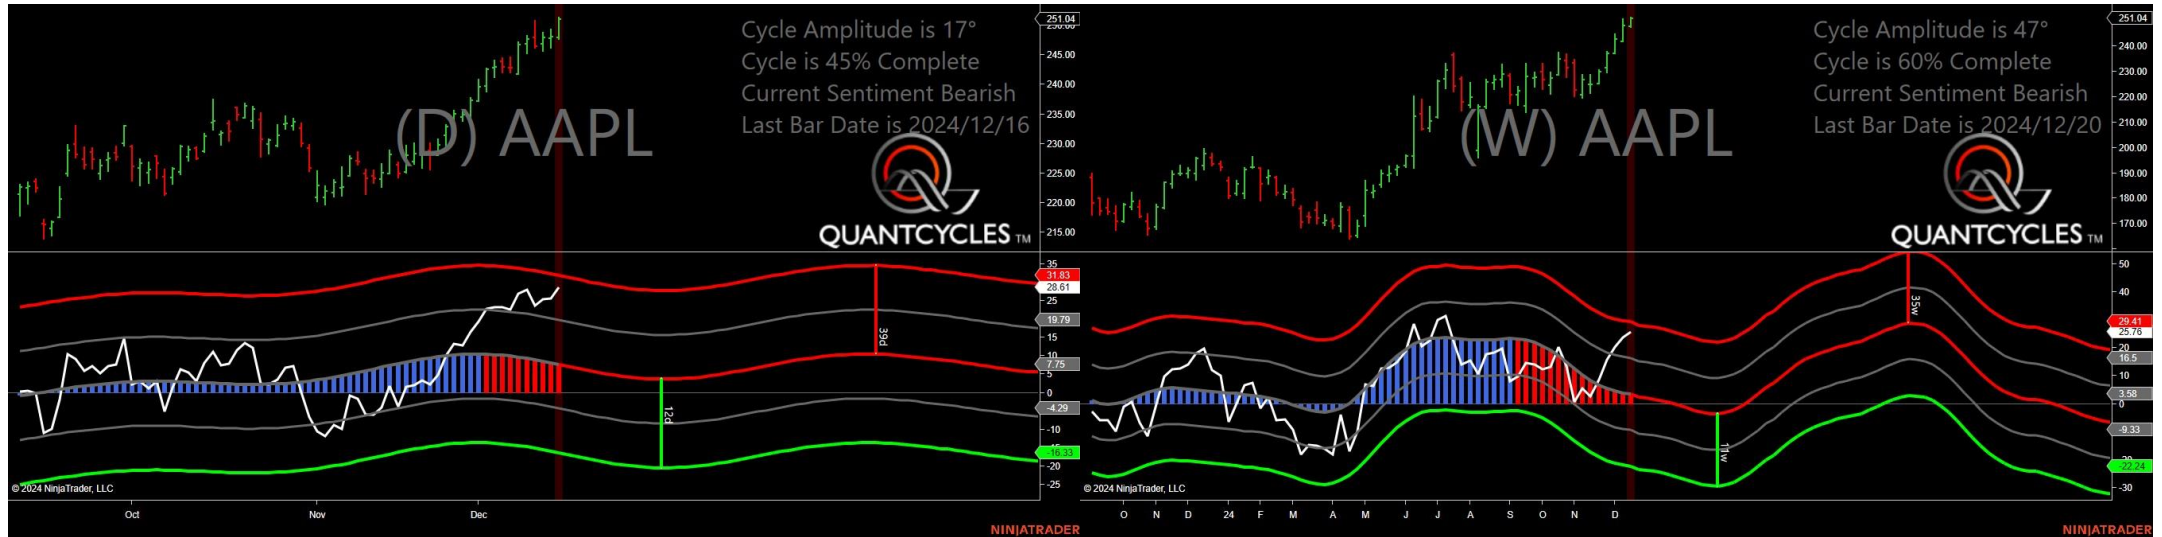 Cycle Amplitude is 17°
Cycle is 45% Complete
Current Sentiment Bearish
Last Bar Date is 2024/12/16
(D) AAPL
QUANTCYCLES TM
251.04
245.00
240.00
235.00
230.00
225.00
220.00
215.00
35
31.83
28.61
25
19.79
15
10
7.75
5
0
-4.29
-10
-16.33
-20
-25
39d
12d
© 2024 NinjaTrader, LLC
Oct Nov Dec
NINJATRADER
Cycle Amplitude is 47°
Cycle is 60% Complete
Current Sentiment Bearish
Last Bar Date is 2024/12/20
(W) AAPL
QUANTCYCLES TM
251.04
240.00
230.00
220.00
210.00
200.00
190.00
180.00
170.00
50
40
29.41
25.76
20
16.5
10
3.58
0
-9.33
-20
-22.24
-30
35w
11w
© 2024 NinjaTrader, LLC
O N D 24 F M A M J J A S O N D
NINJATRADER